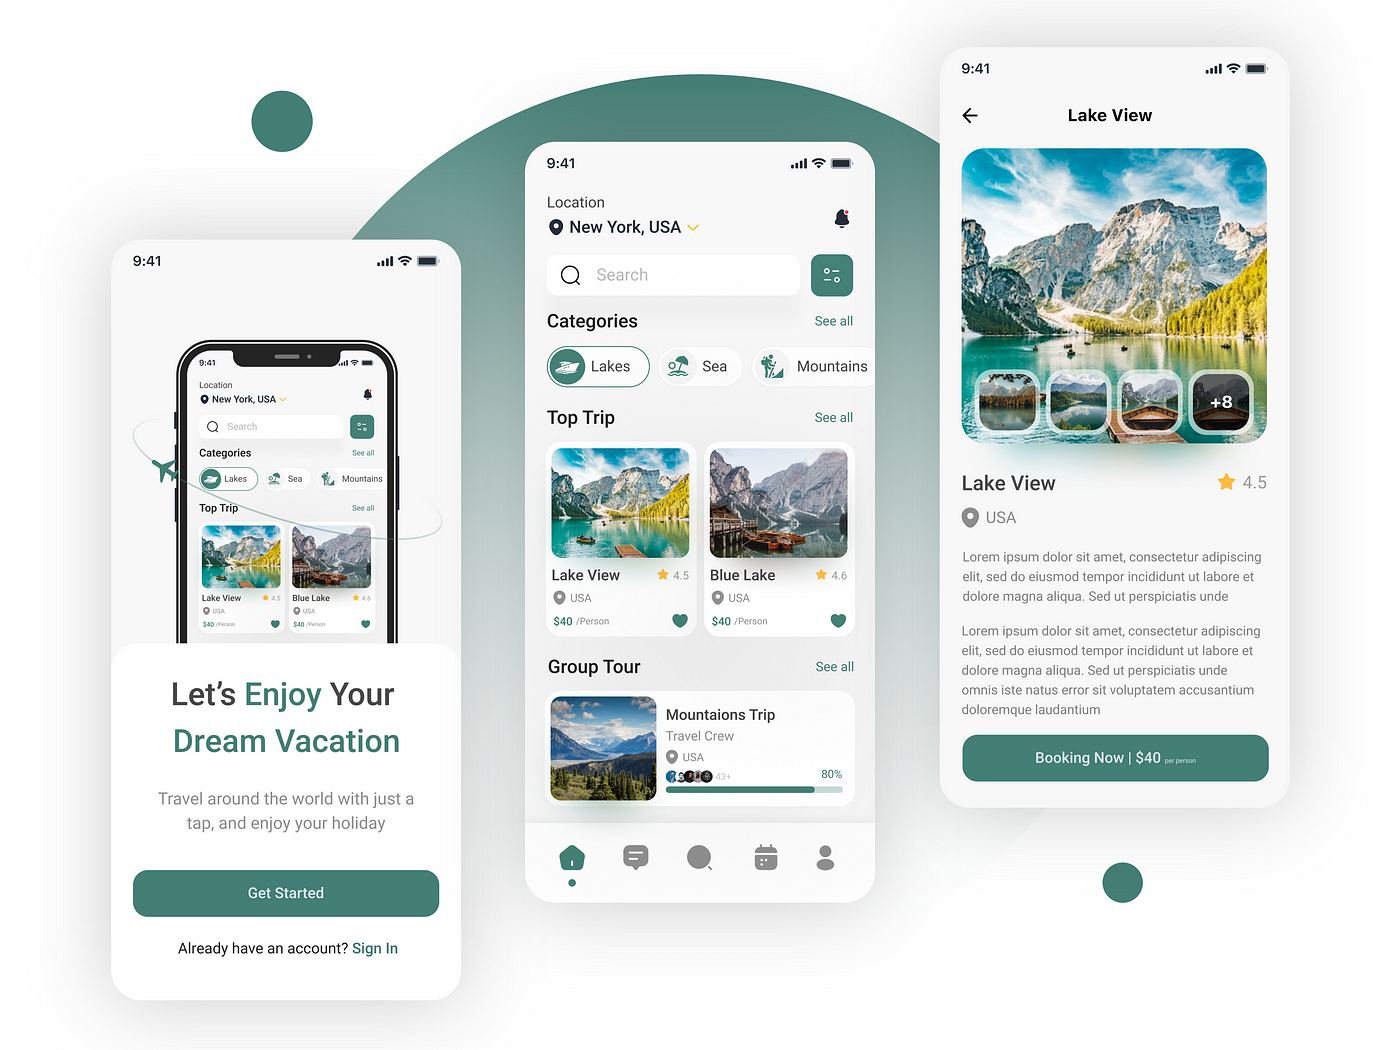 9:41
9:41
Location
New York, USA
Search
Categories
See all
Lakes
Sea
Mountains
Top Trip
See all
Lake View
4.5
USA
$40 /Person
Blue Lake
4.6
USA
$40 /Person
Let's Enjoy Your
Dream Vacation
Travel around the world with just a
tap, and enjoy your holiday
Get Started
Already have an account? Sign In
9:41
Location
New York, USA
Search
Categories
See all
Lakes
Sea
Mountains
Top Trip
See all
Lake View
4.5
USA
$40 /Person
Blue Lake
4.6
USA
$40 /Person
Group Tour
See all
Mountaions Trip
Travel Crew
USA
43+
80%
9:41
Lake View
+8
Lake View
4.5
USA
Lorem ipsum dolor sit amet, consectetur adipiscing
elit, sed do eiusmod tempor incididunt ut labore et
dolore magna aliqua. Sed ut perspiciatis unde
Lorem ipsum dolor sit amet, consectetur adipiscing
elit, sed do eiusmod tempor incididunt ut labore et
dolore magna aliqua. Sed ut perspiciatis unde
omnis iste natus error sit voluptatem accusantium
doloremque laudantium
Booking Now | $40 per person